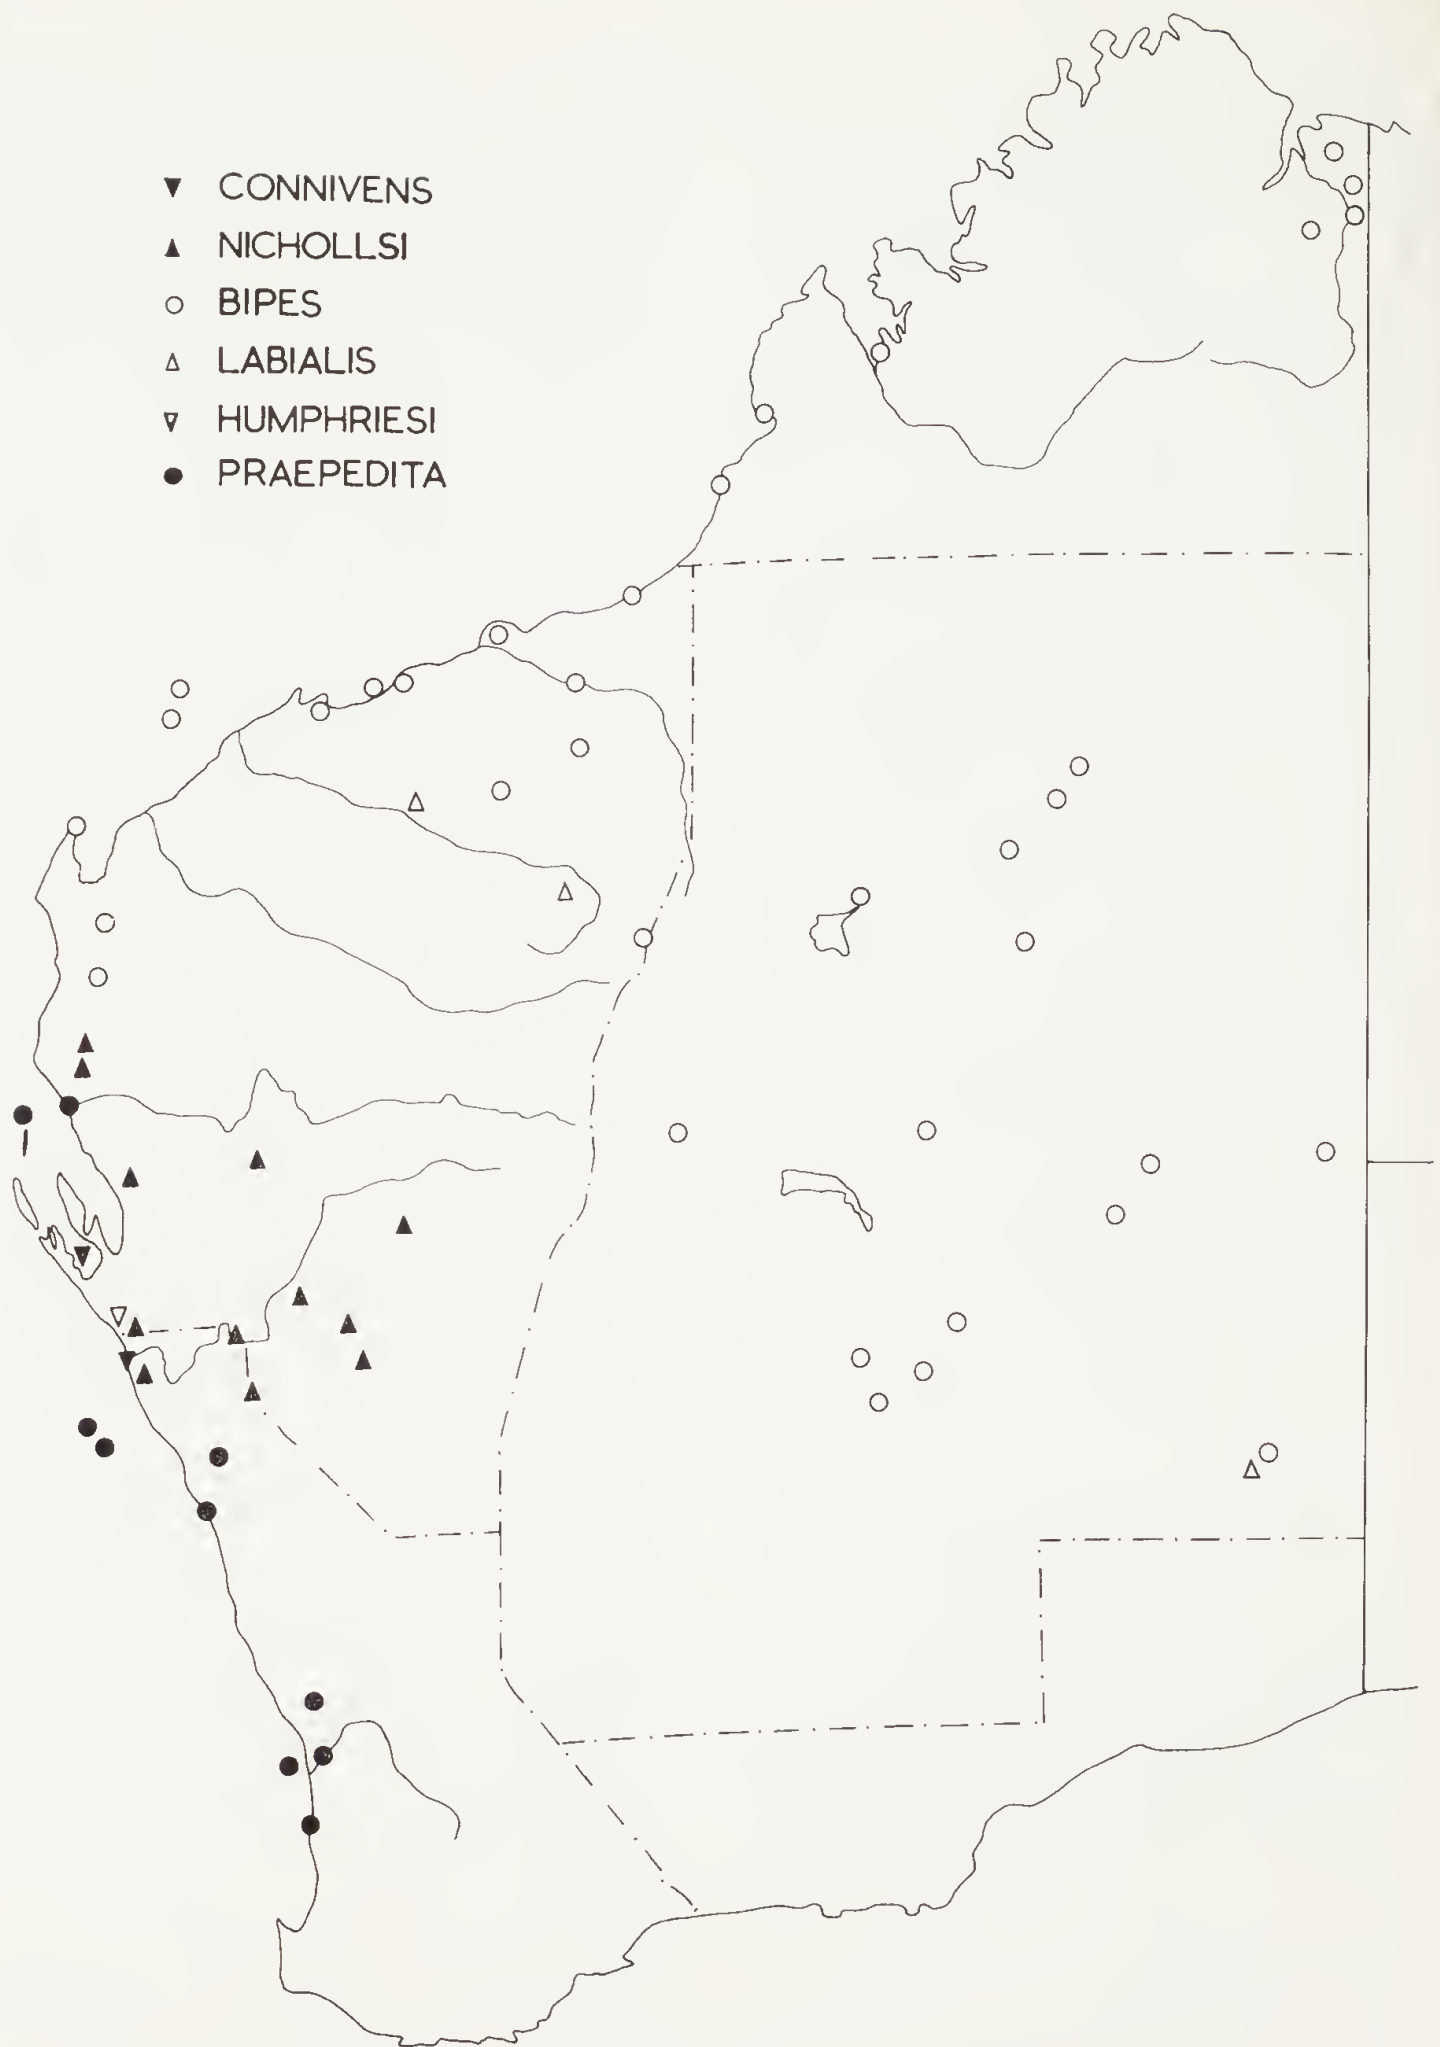 CONNIVENS
NICHOLLSI
BIPES
LABIALIS
HUMPHRIESI
PRAEPEDITA